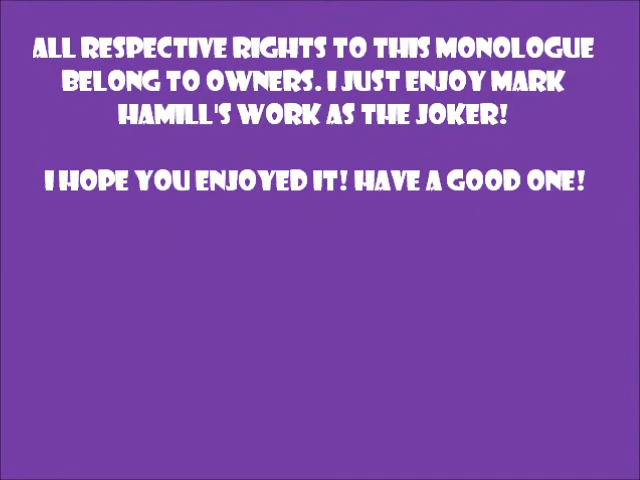 ALL RESPECTIVE RIGHTS TO THIS MONOLOGUE
BELONG TO OWNERS. I JUST ENJOY MARK
HAMILL'S WORK AS THE JOKER!
I HOPE YOU ENJOYED IT! HAVE A GOOD ONE!